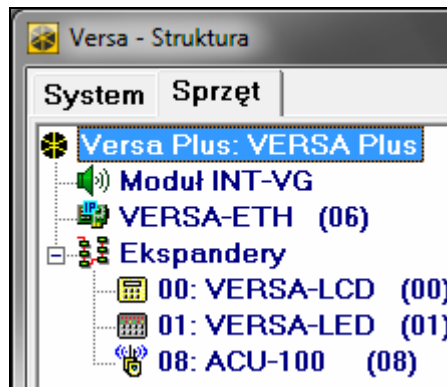 Versa - Struktura
System Sprzęt
Versa Plus: VERSA Plus
Moduł INT-VG
VERSA-ETH (06)
Ekspandery
00: VERSA-LCD (00)
01: VERSA-LED (01)
08: ACU-100 (08)